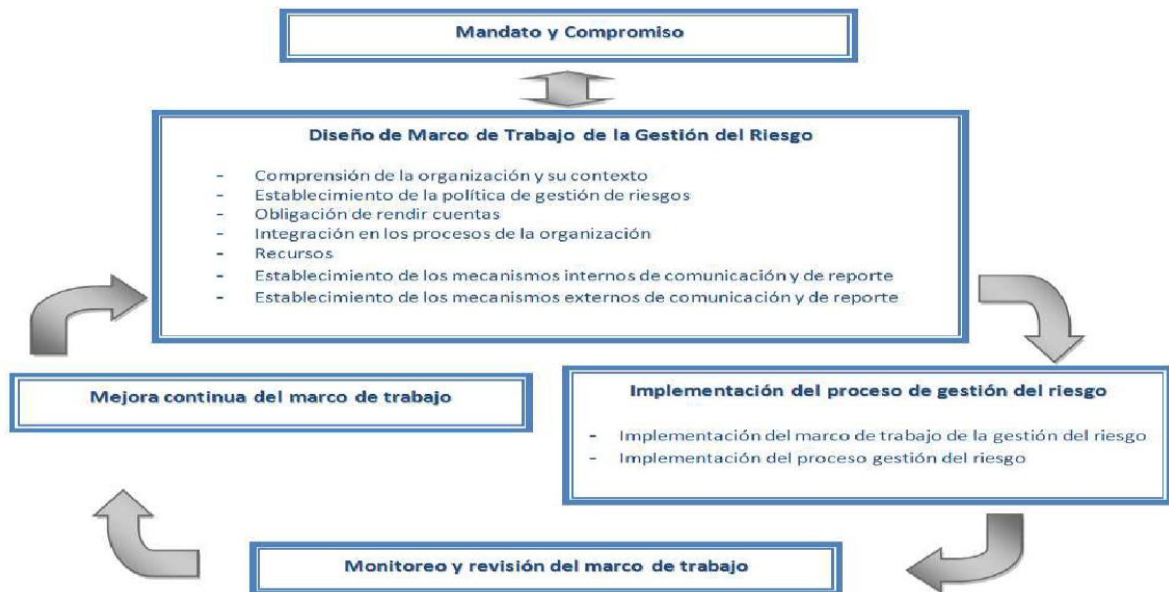 Mandato y Compromiso
Diseño de Marco de Trabajo de la Gestión del Riesgo
- Comprensión de la organización y su contexto
- Establecimiento de la política de gestión de riesgos
- Obligación de rendir cuentas
- Integración en los procesos de la organización
- Recursos
- Establecimiento de los mecanismos internos de comunicación y de reporte
- Establecimiento de los mecanismos externos de comunicación y de reporte
Mejora continua del marco de trabajo
Implementación del proceso de gestión del riesgo
- Implementación del marco de trabajo de la gestión del riesgo
- Implementación del proceso gestión del riesgo
Monitoreo y revisión del marco de trabajo